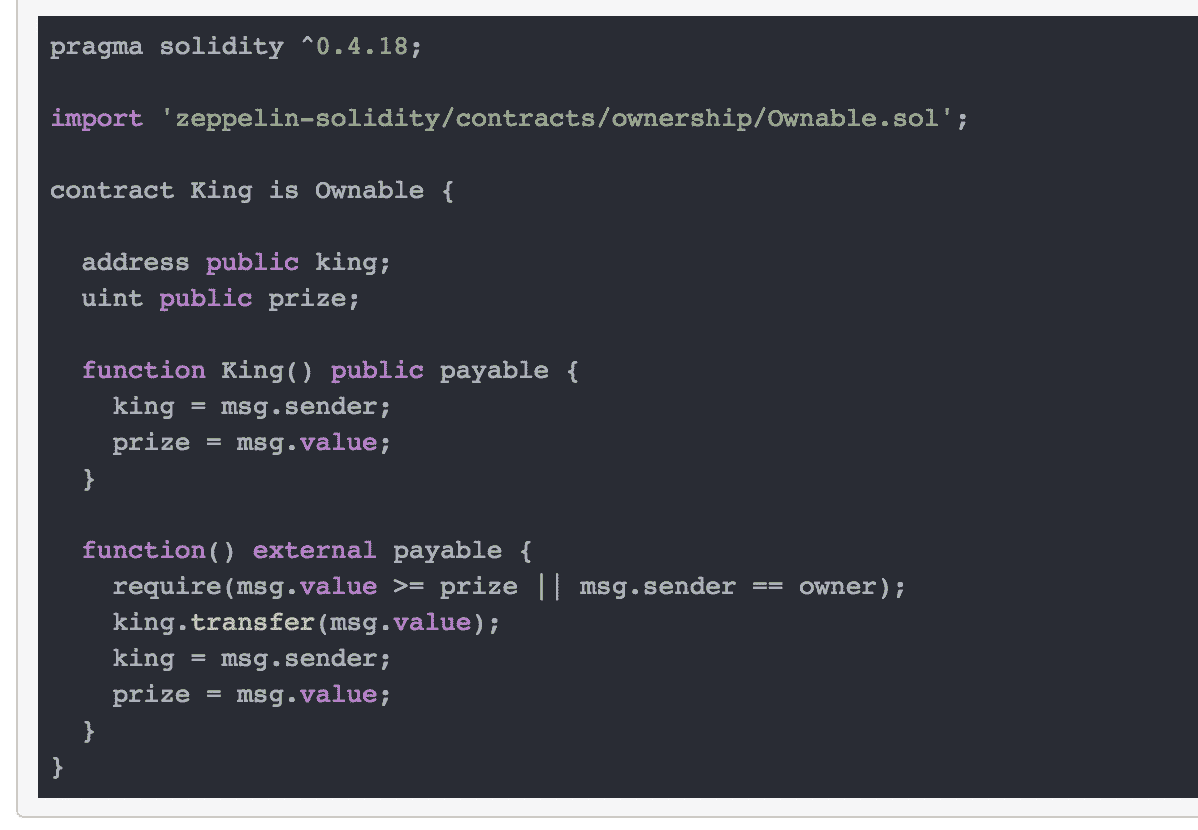 pragma solidity ^0.4.18;
import 'zeppelin-solidity/contracts/ownership/Ownable.sol';
contract King is Ownable {
address public king;
uint public prize;
function King() public payable {
king = msg.sender;
prize = msg.value;
}
function() external payable {
require(msg.value >= prize || msg.sender == owner);
king.transfer(msg.value);
king = msg.sender;
prize = msg.value;
}
}